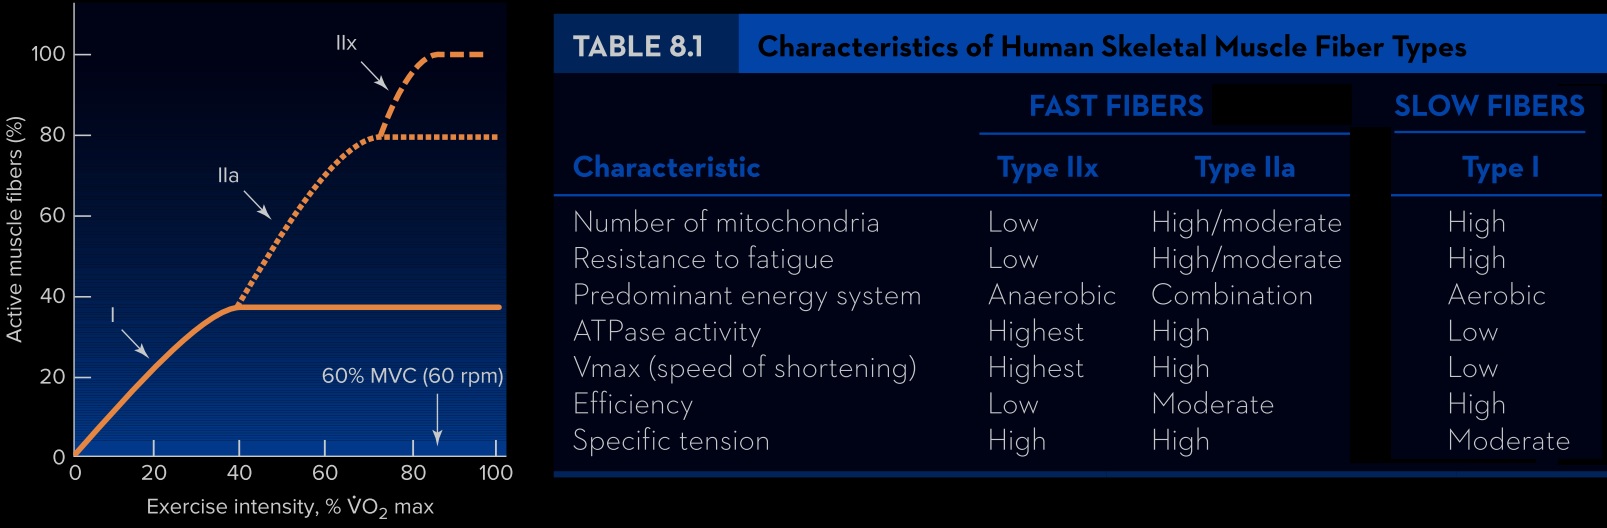 100
80
60
40
20
0
Active muscle fibers (%)
IIx
IIa
I
60% MVC (60 rpm)
0 20 40 60 80 100
Exercise intensity, % V̇O₂ max
TABLE 8.1 Characteristics of Human Skeletal Muscle Fiber Types
FAST FIBERS SLOW FIBERS
Characteristic Type IIx Type IIa Type I
Number of mitochondria Low High/moderate High
Resistance to fatigue Low High/moderate High
Predominant energy system Anaerobic Combination Aerobic
ATPase activity Highest High Low
Vmax (speed of shortening) Highest High Low
Efficiency Low Moderate High
Specific tension High High Moderate